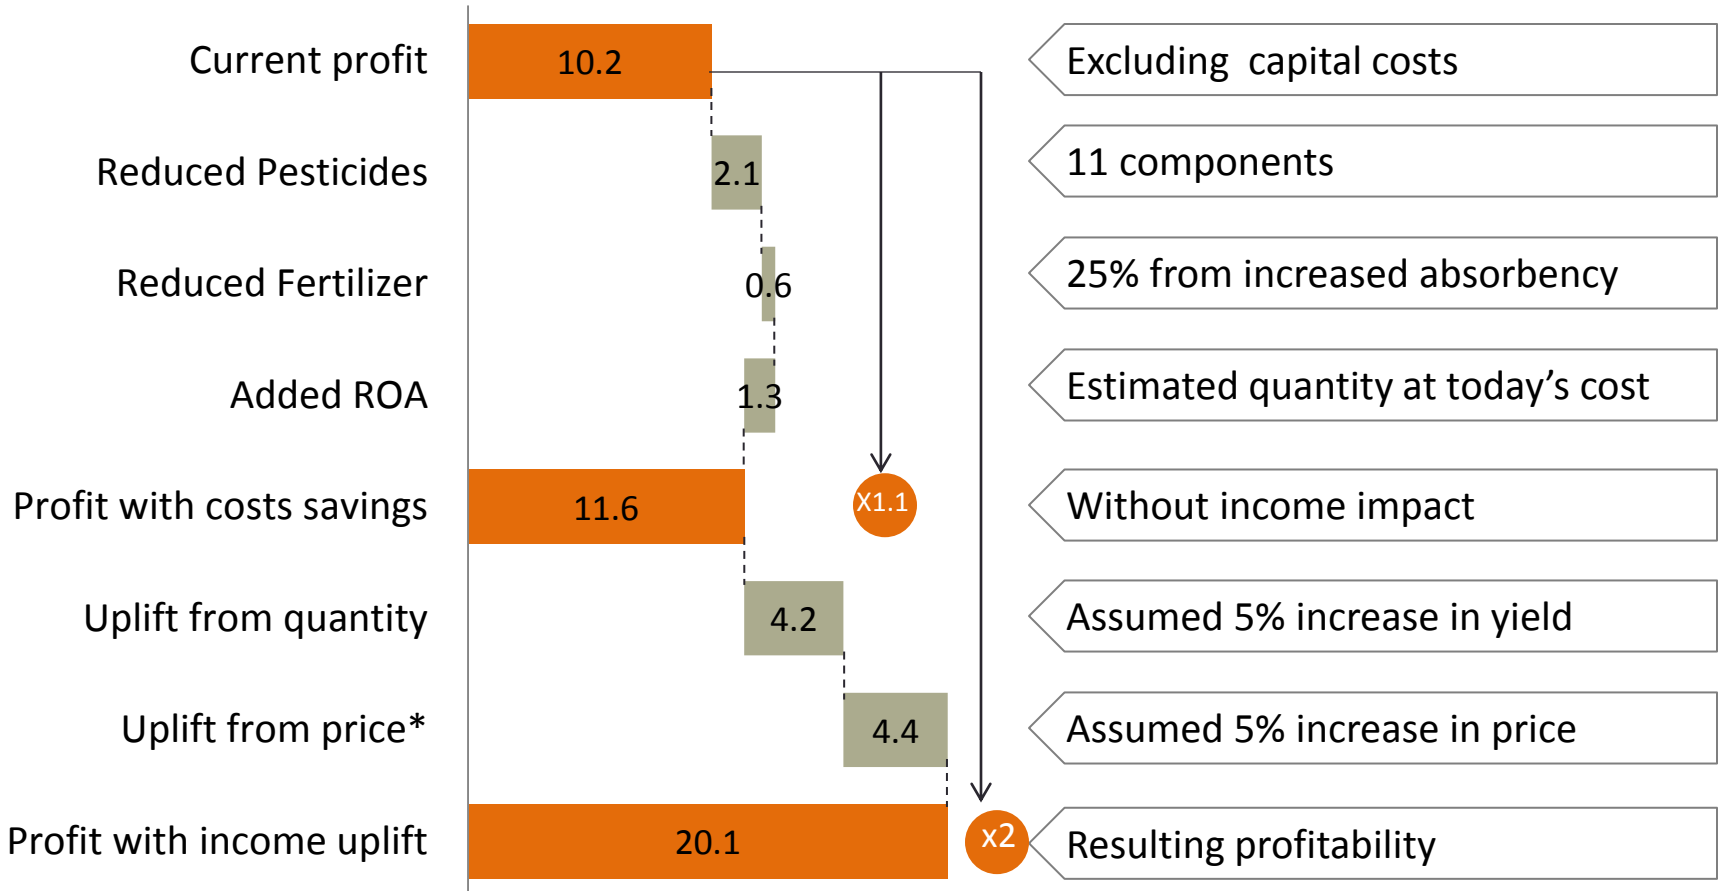 Current profit
10.2
Excluding  capital costs
Reduced Pesticides
2.1
11 components
Reduced Fertilizer
0.6
25% from increased absorbency
Added ROA
1.3
Estimated quantity at today’s cost
Profit with costs savings
11.6
X1.1
Without income impact
Uplift from quantity
4.2
Assumed 5% increase in yield
Uplift from price*
4.4
Assumed 5% increase in price
Profit with income uplift
20.1
x2
Resulting profitability